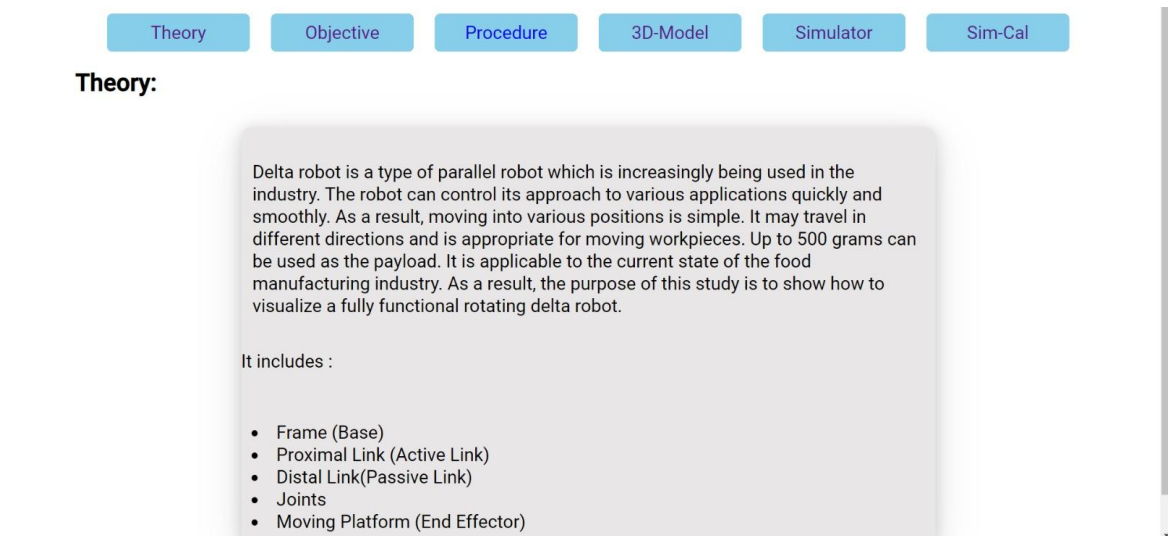 Theory
Objective
Procedure
3D-Model
Simulator
Sim-Cal
Theory:
Delta robot is a type of parallel robot which is increasingly being used in the
industry. The robot can control its approach to various applications quickly and
smoothly. As a result, moving into various positions is simple. It may travel in
different directions and is appropriate for moving workpieces. Up to 500 grams can
be used as the payload. It is applicable to the current state of the food
manufacturing industry. As a result, the purpose of this study is to show how to
visualize a fully functional rotating delta robot.
It includes :
• Frame (Base)
• Proximal Link (Active Link)
• Distal Link(Passive Link)
• Joints
• Moving Platform (End Effector)